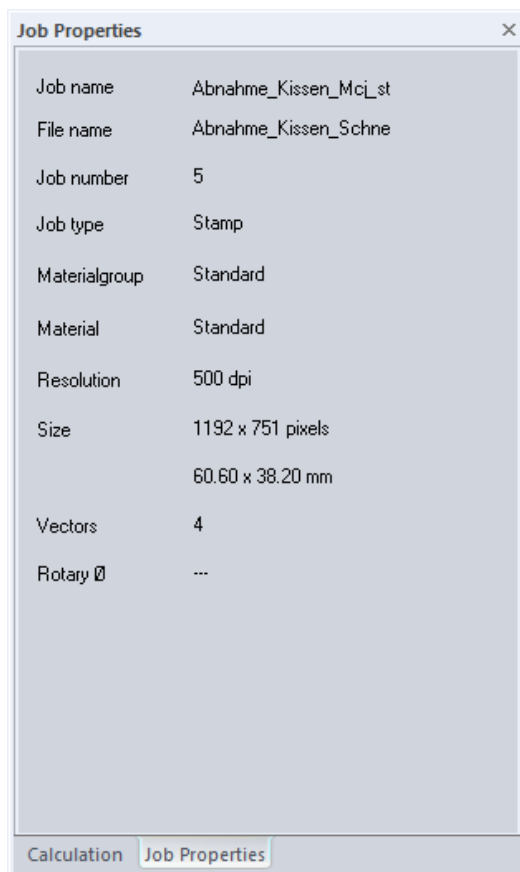 Job Properties
Job name Abnahme_Kissen_Mcj_st
File name Abnahme_Kissen_Schne
Job number 5
Job type Stamp
Materialgroup Standard
Material Standard
Resolution 500 dpi
Size 1192 x 751 pixels
60.60 x 38.20 mm
Vectors 4
Rotary Ø ---
Calculation Job Properties